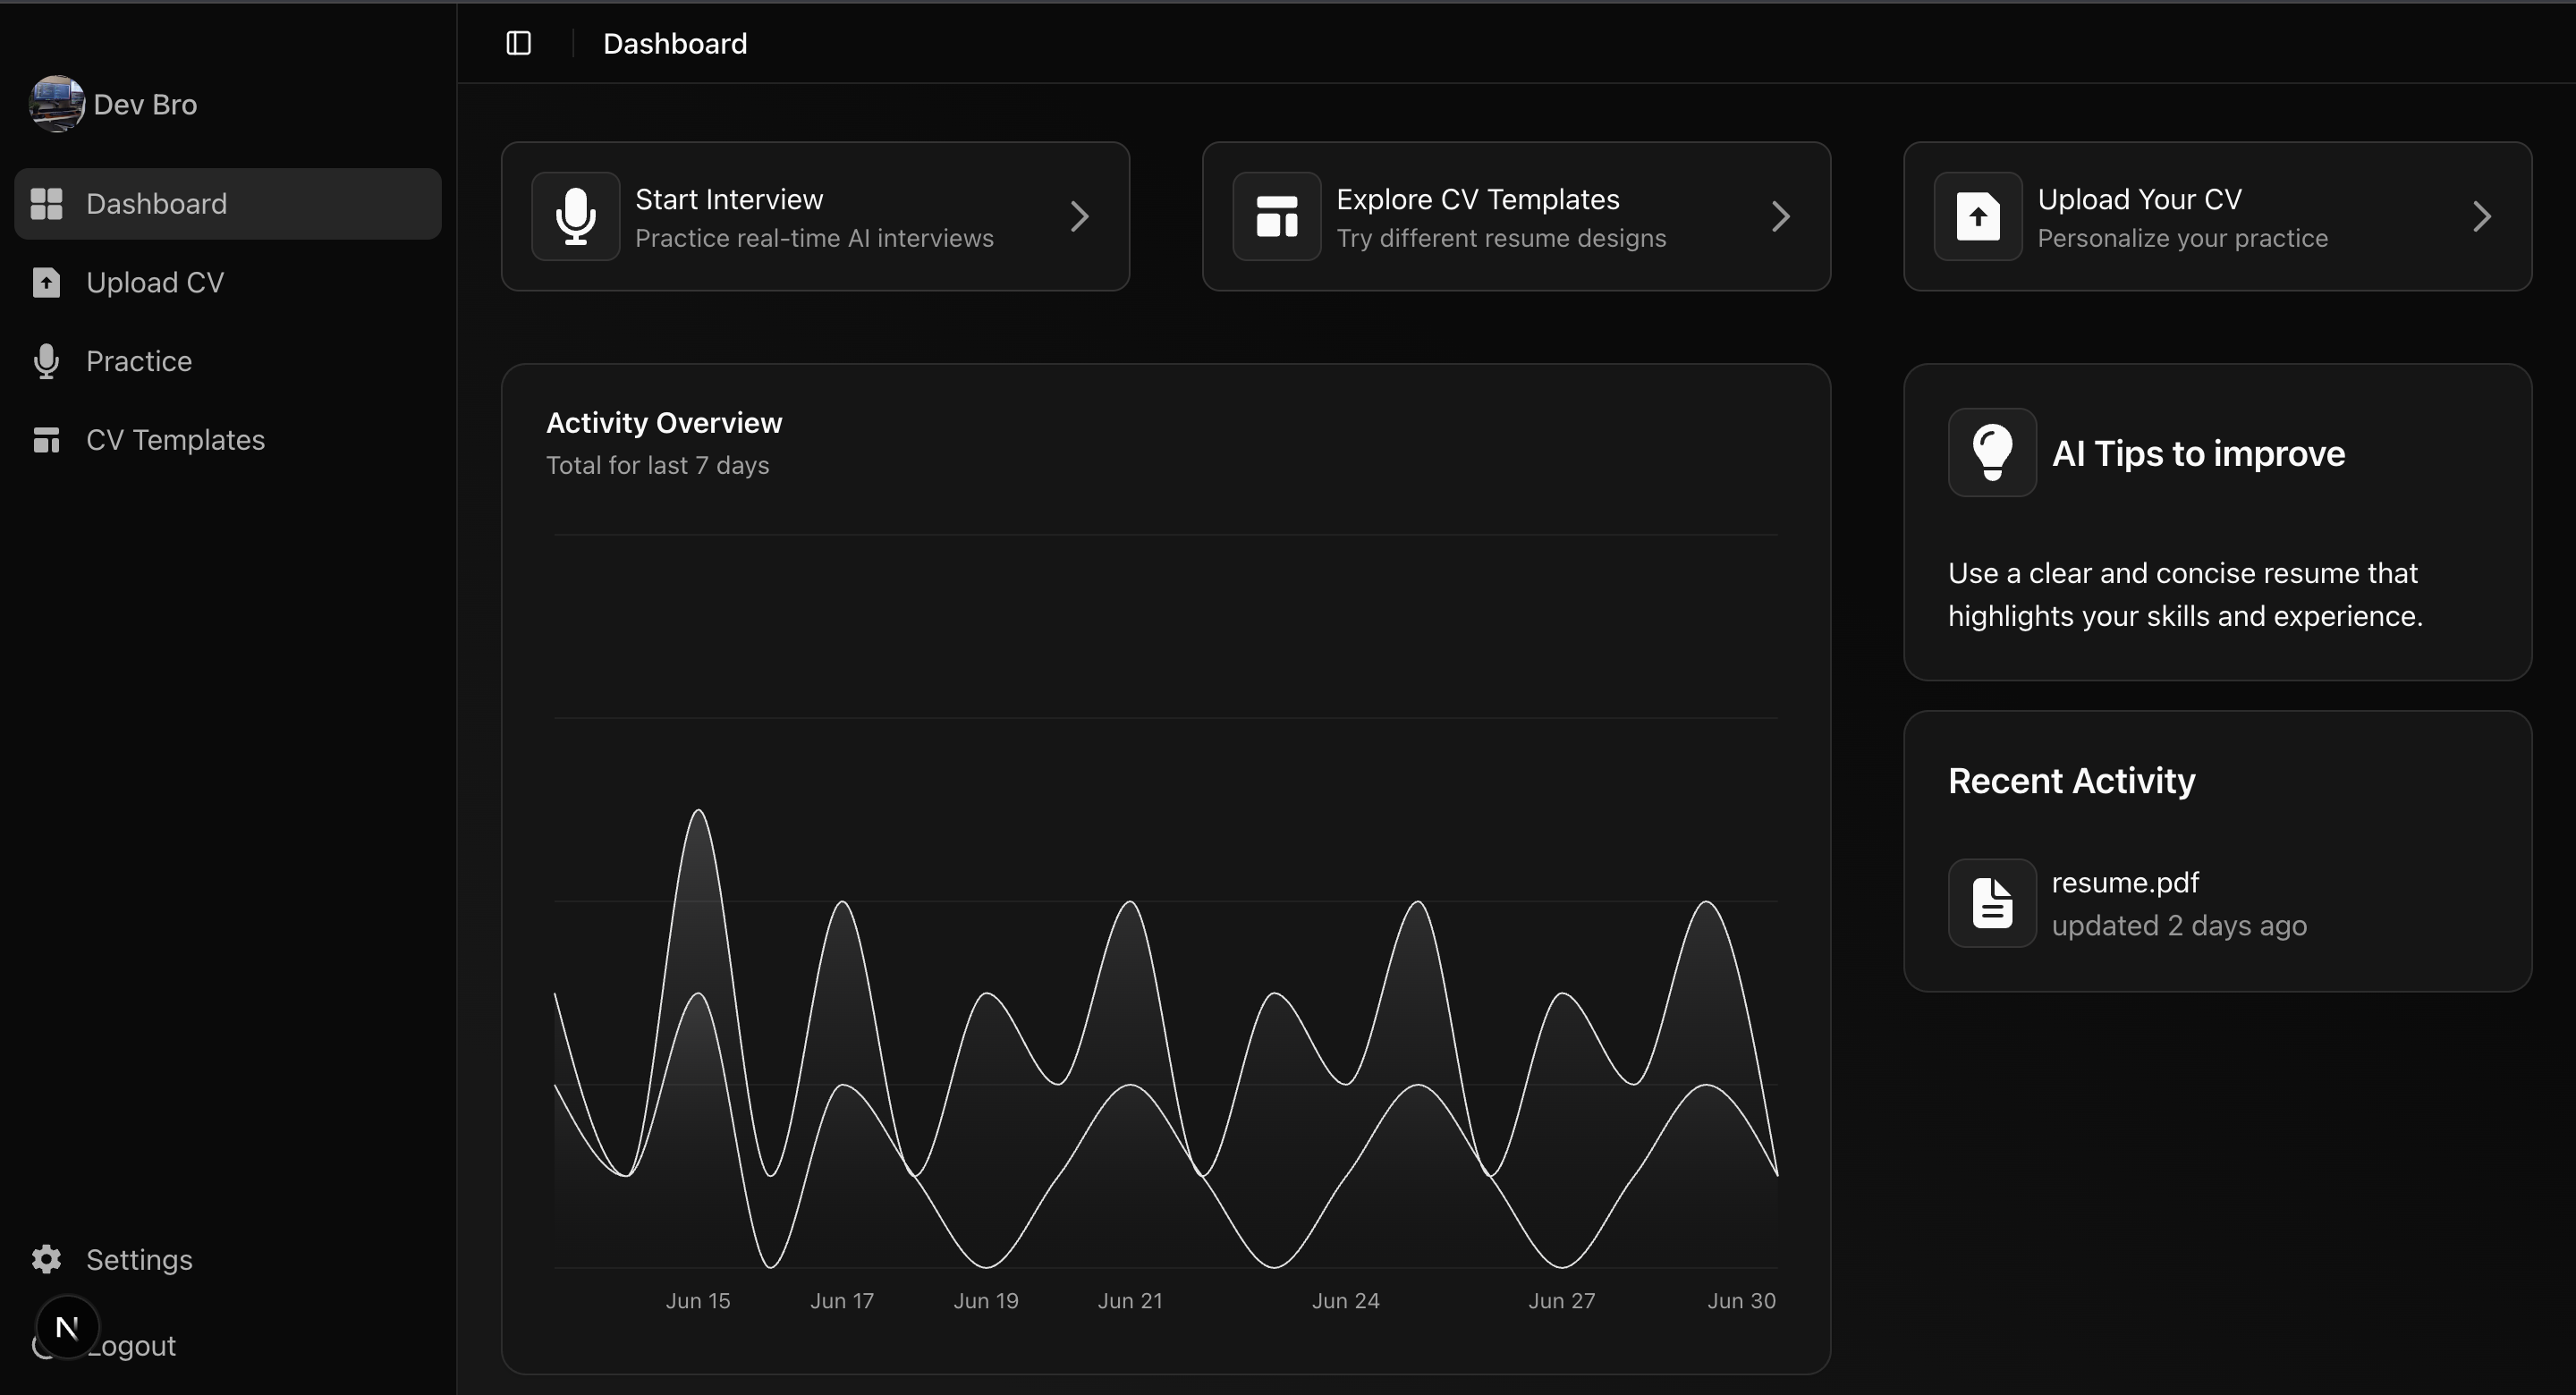 Dev Bro
Dashboard
Upload CV
Practice
CV Templates
Settings
N
Logout
Dashboard
Start Interview
Practice real-time AI interviews
Explore CV Templates
Try different resume designs
Upload Your CV
Personalize your practice
Activity Overview
Total for last 7 days
Jun 15
Jun 17
Jun 19
Jun 21
Jun 24
Jun 27
Jun 30
AI Tips to improve
Use a clear and concise resume that
highlights your skills and experience.
Recent Activity
resume.pdf
updated 2 days ago